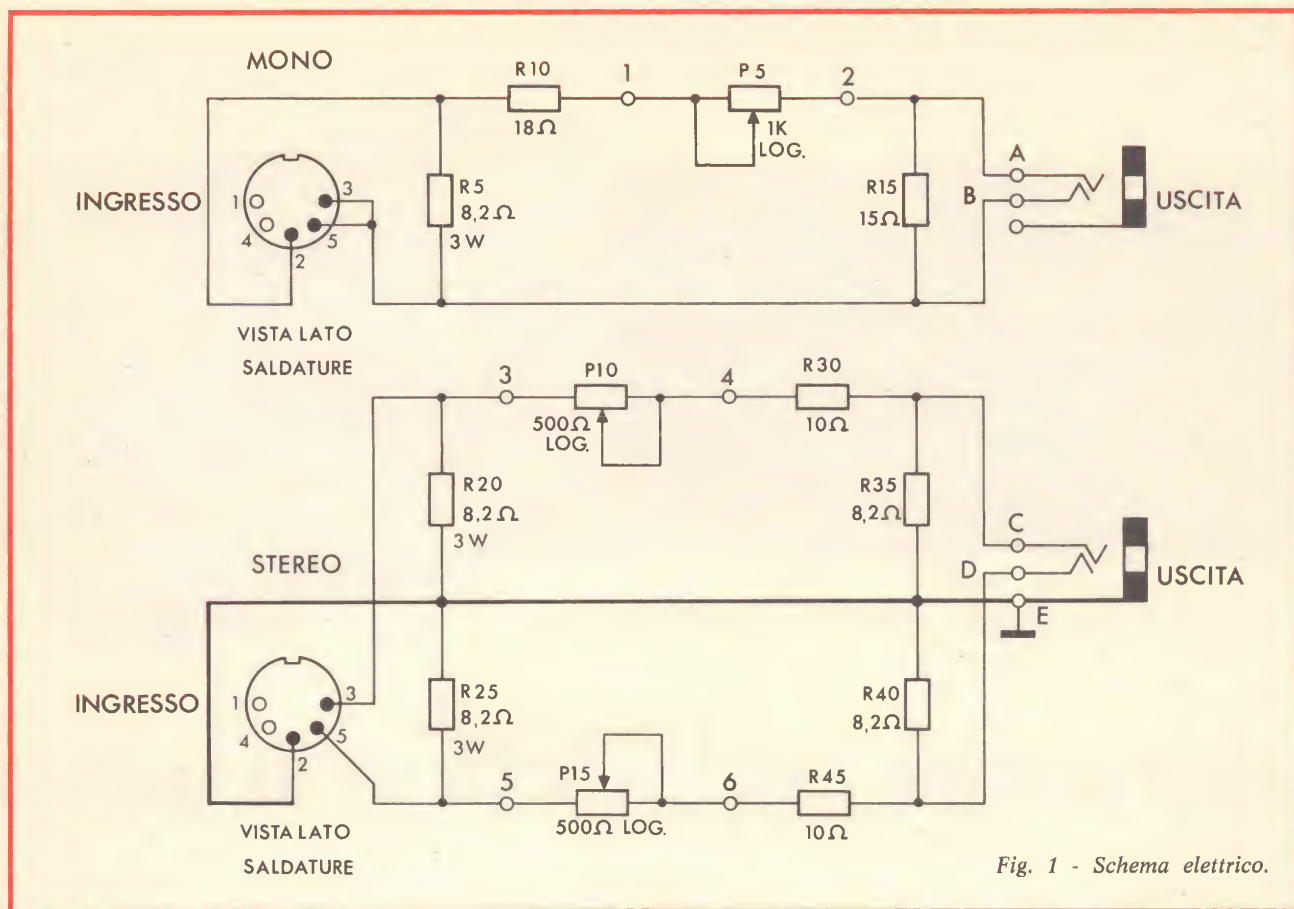 MONO
R10
18Ω
1
P5
1K
LOG.
2
INGRESSO
1
3
4
5
2
R5
8,2Ω
3W
R15
15Ω
A
B
USCITA
VISTA LATO
SALDATURE
3
P10
500Ω
LOG.
4
R30
10Ω
R20
8,2Ω
3W
R35
8,2Ω
STEREO
C
D
E
USCITA
INGRESSO
1
3
4
5
2
R25
8,2Ω
3W
R40
8,2Ω
5
P15
500Ω LOG.
6
R45
10Ω
VISTA LATO
SALDATURE
Fig. 1 - Schema elettrico.